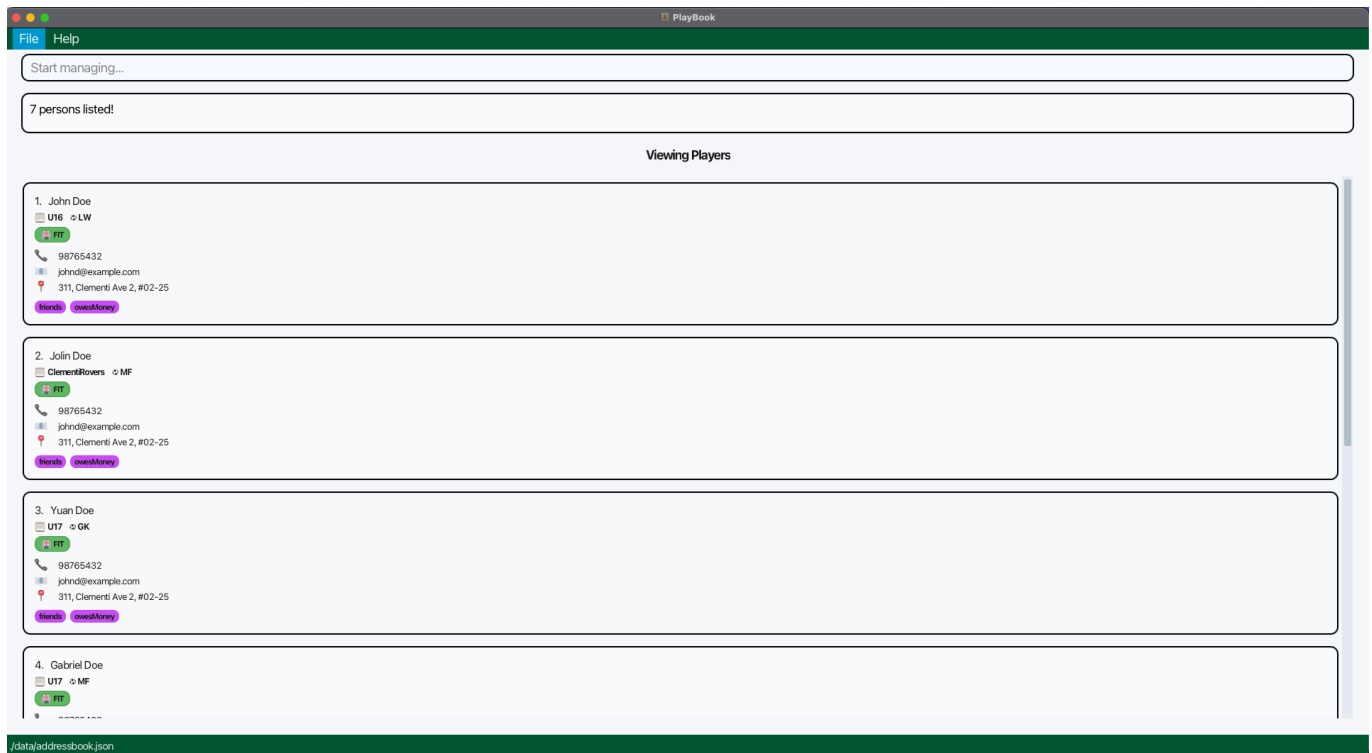 PlayBook
File Help
Start managing...
7 persons listed!
Viewing Players
1. John Doe
U16 LW
FIT
98765432
johnd@example.com
311, Clementi Ave 2, #02-25
friends owesMoney
2. Jolin Doe
ClementiRovers MF
FIT
98765432
johnd@example.com
311, Clementi Ave 2, #02-25
friends owesMoney
3. Yuan Doe
U17 GK
FIT
98765432
johnd@example.com
311, Clementi Ave 2, #02-25
friends owesMoney
4. Gabriel Doe
U17 MF
FIT
./data/addressbook.json